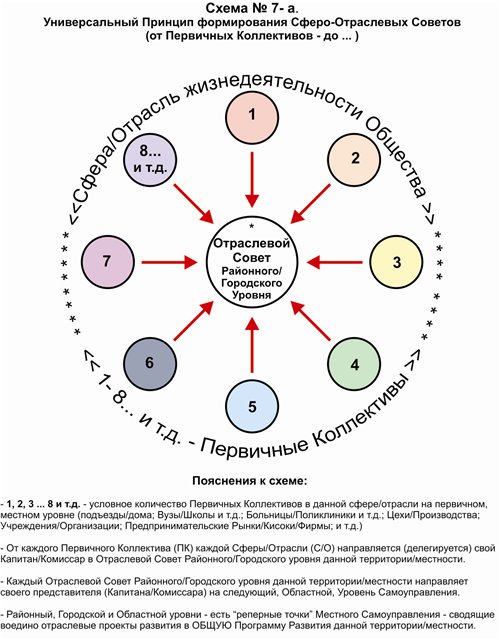 Схема № 7- а.
Универсальный Принцип формирования Сферо-Отраслевых Советов
(от Первичных Коллективов - до ... )
<<Сфера/Отрасль жизнедеятельности Общества >>
1
2
3
4
5
6
7
8...
и т.д.
*
Отраслевой
Совет
Районного/
Городского
Уровня
* * * * *
* * * * *
<< 1- 8... и т.д. - Первичные Коллективы >>
Пояснения к схеме:
- 1, 2, 3 ... 8 и т.д. - условное количество Первичных Коллективов в данной сфере/отрасли на первичном,
местном уровне (подъезды/дома; Вузы/Школы и т.д.; Больницы/Поликлиники и т.д.; Цехи/Производства;
Учреждения/Организации; Предпринимательские Рынки/Кисоки/Фирмы; и т.д.)
- От каждого Первичного Коллектива (ПК) каждой Сферы/Отрасли (С/О) направляется (делегируется) свой
Капитан/Комиссар в Отраслевой Совет Районного/Городского уровня данной территории/местности.
- Каждый Отраслевой Совет Районного/Городского уровня данной территории/местности направляет
своего представителя (Капитана/Комиссара) на следующий, Областной, Уровень Самоуправления.
- Районный, Городской и Областной уровни - есть “реперные точки” Местного Самоуправления - сводящие
воедино отраслевые проекты развития в ОБЩУЮ Программу Развития данной территории/местности.